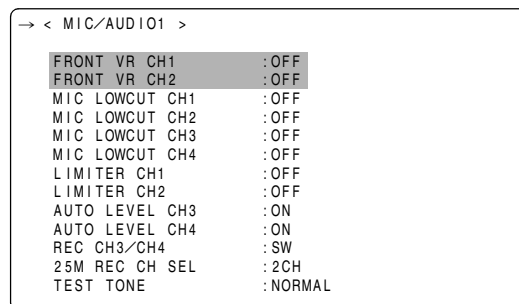 → < MIC/AUDIO1 >
FRONT VR CH1 :OFF
FRONT VR CH2 :OFF
MIC LOWCUT CH1 :OFF
MIC LOWCUT CH2 :OFF
MIC LOWCUT CH3 :OFF
MIC LOWCUT CH4 :OFF
LIMITER CH1 :OFF
LIMITER CH2 :OFF
AUTO LEVEL CH3 :ON
AUTO LEVEL CH4 :ON
REC CH3/CH4 :SW
25M REC CH SEL :2CH
TEST TONE :NORMAL